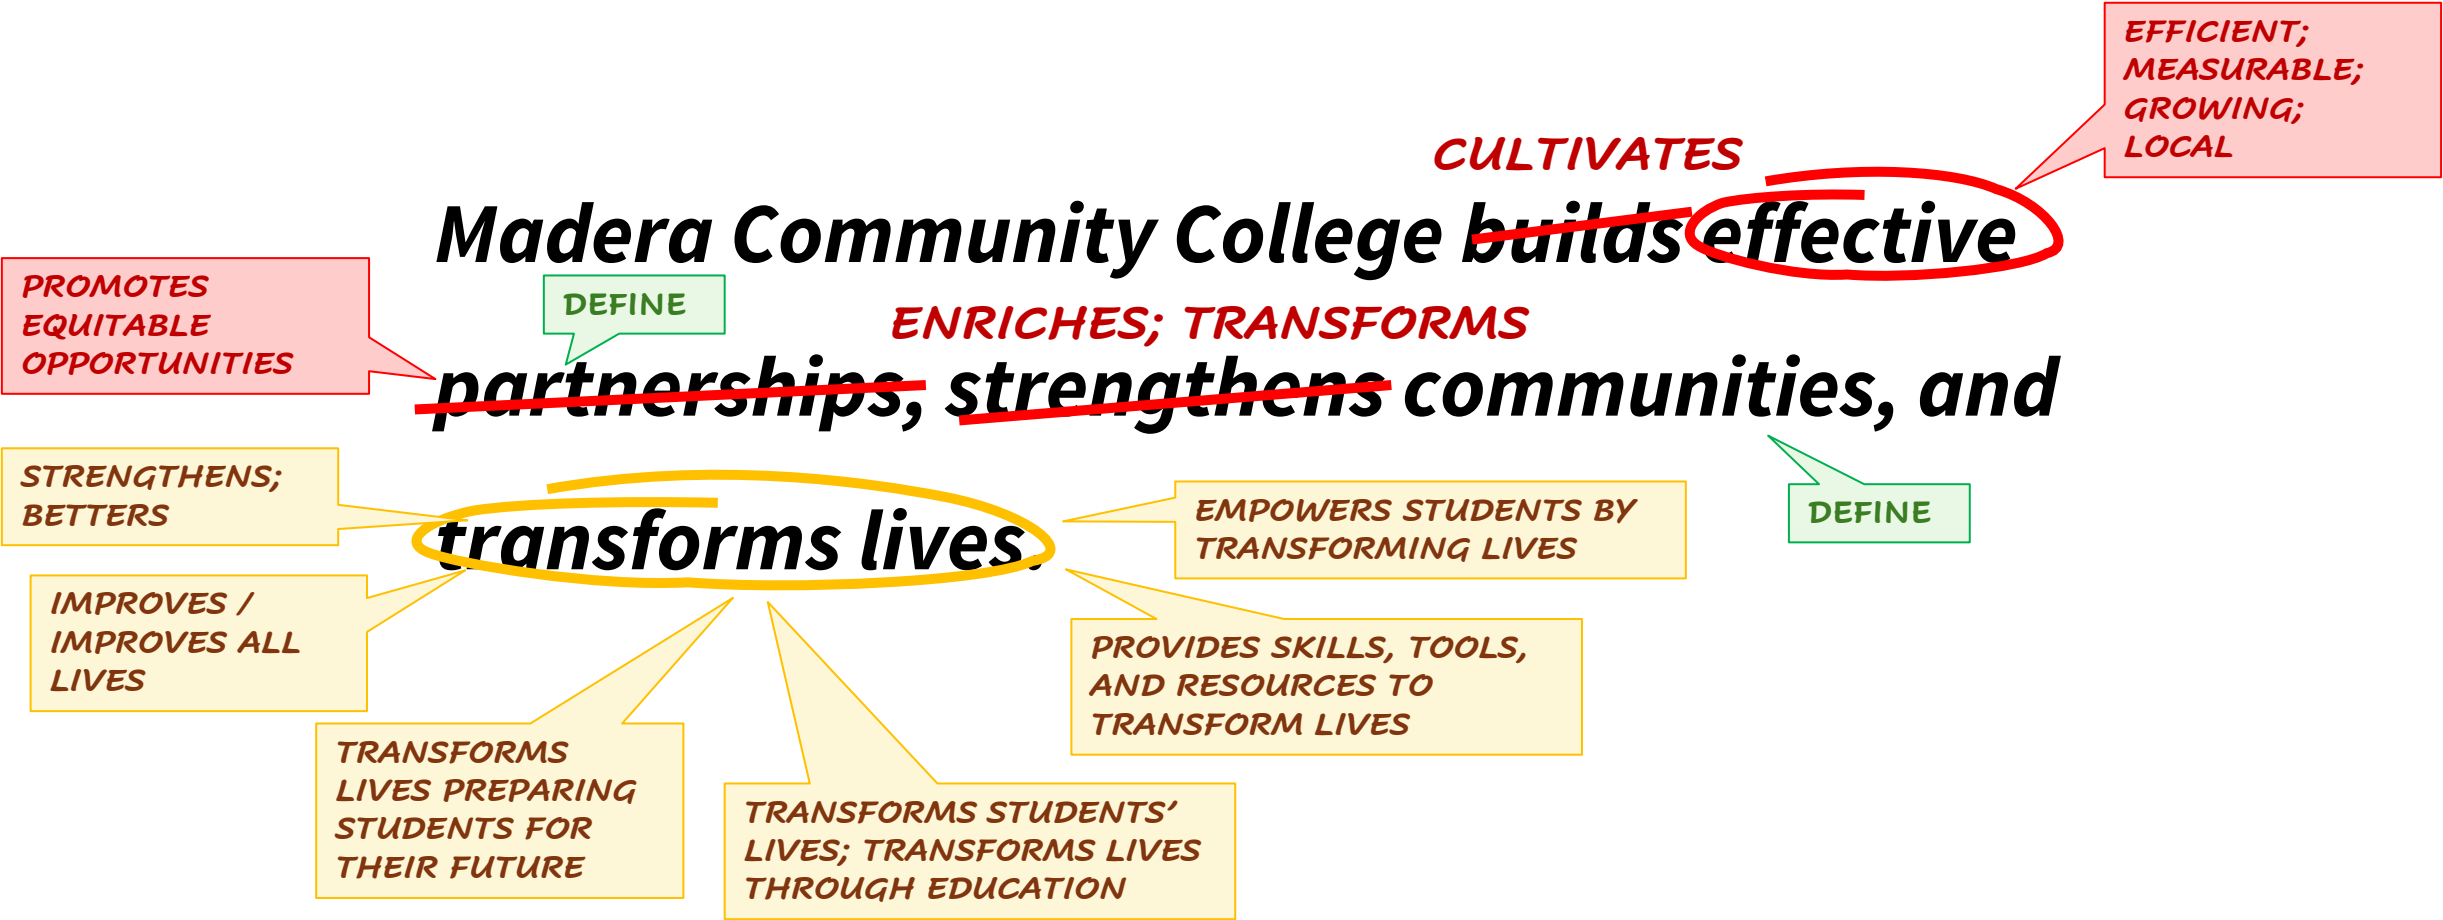 EFFICIENT;
MEASURABLE;
GROWING;
LOCAL
CULTIVATES
Madera Community College builds effective
PROMOTES
EQUITABLE
OPPORTUNITIES
DEFINE
ENRICHES; TRANSFORMS
partnerships, strengthens communities, and
STRENGTHENS;
BETTERS
transforms lives.
EMPOWERS STUDENTS BY
TRANSFORMING LIVES
DEFINE
IMPROVES /
IMPROVES ALL
LIVES
PROVIDES SKILLS, TOOLS,
AND RESOURCES TO
TRANSFORM LIVES
TRANSFORMS
LIVES PREPARING
STUDENTS FOR
THEIR FUTURE
TRANSFORMS STUDENTS’
LIVES; TRANSFORMS LIVES
THROUGH EDUCATION